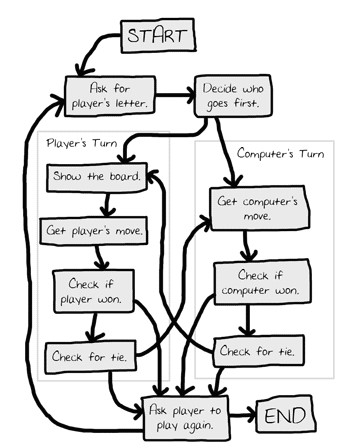 START
Ask for
player's letter.
Decide who
goes first.
Player's Turn
Show the board.
Get player's move.
Check if
player won.
Check for tie.
Computer's Turn
Get computer's
move.
Check if
computer won.
Check for tie.
Ask player to
play again.
END